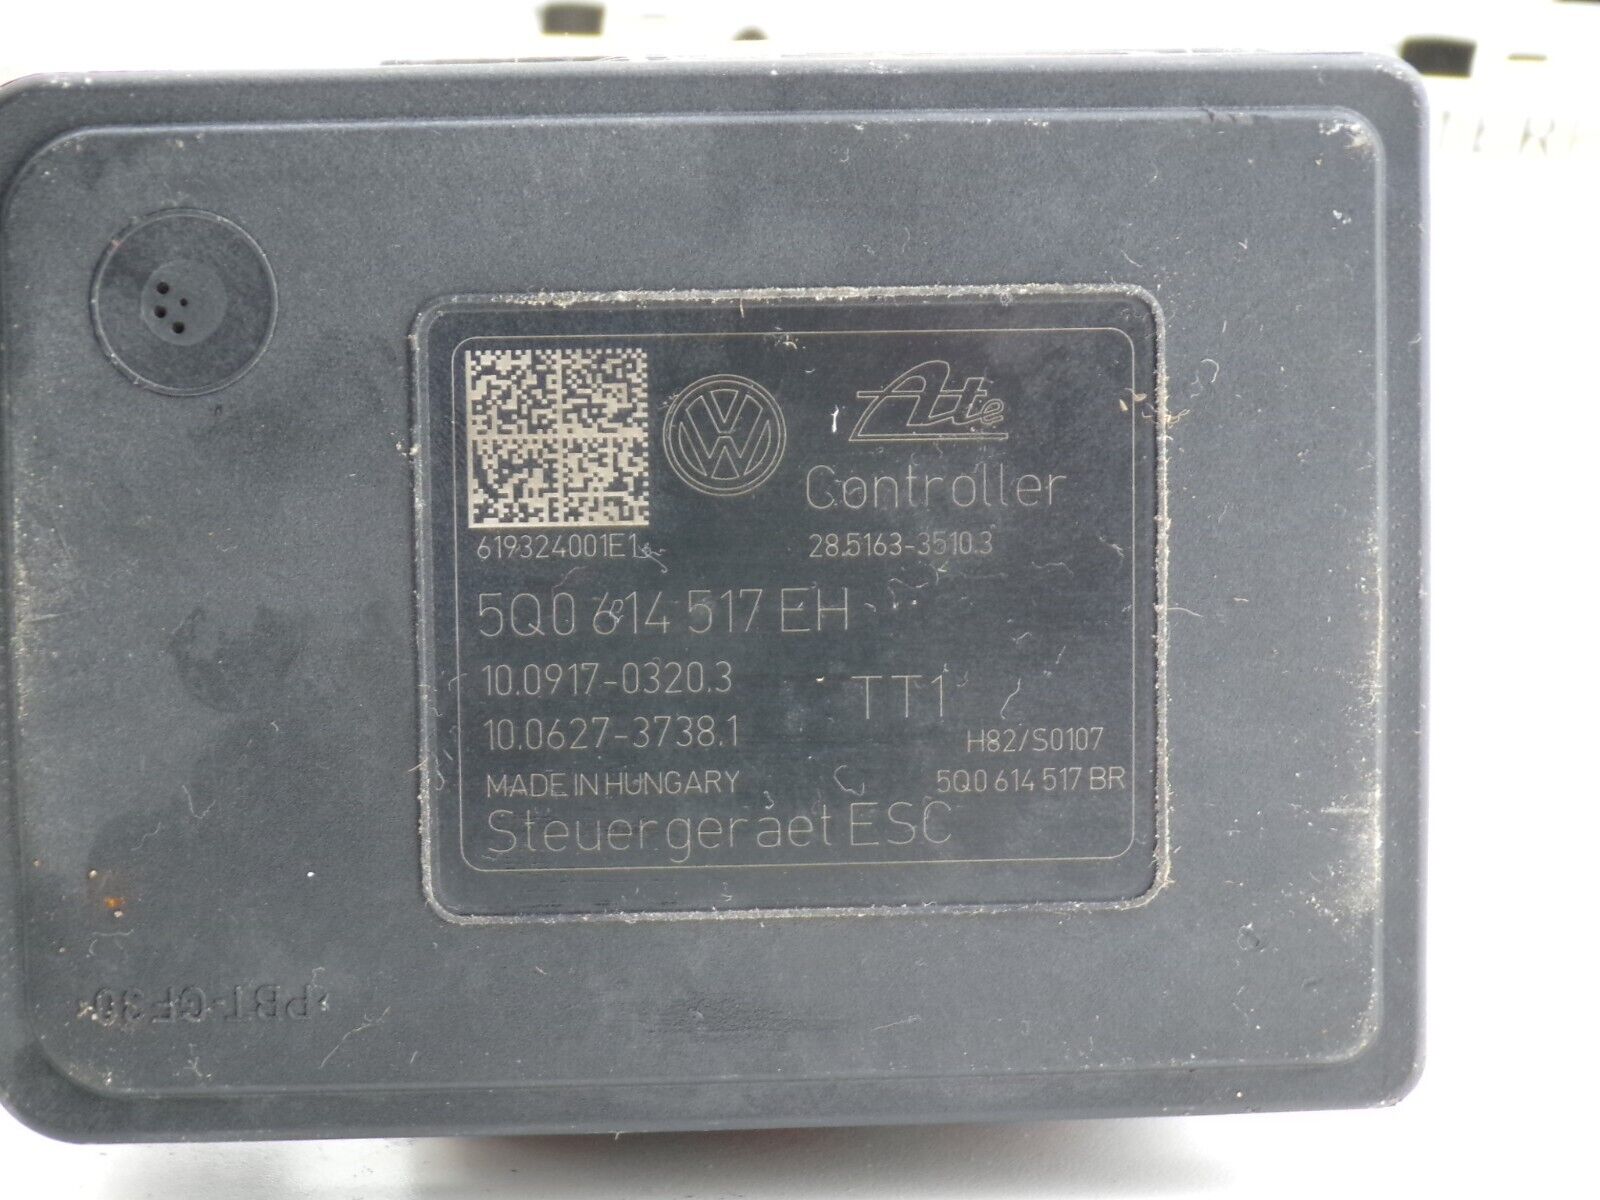 Ate
Controller
619324001E1
28.5163-3510.3
5Q0 614 517 EH
10.0917-0320.3
TT1
10.0627-3738.1
H82/S0107
MADE IN HUNGARY
5Q0 614 517 BR
Steuergeraet ESC
>PBT-GF30<